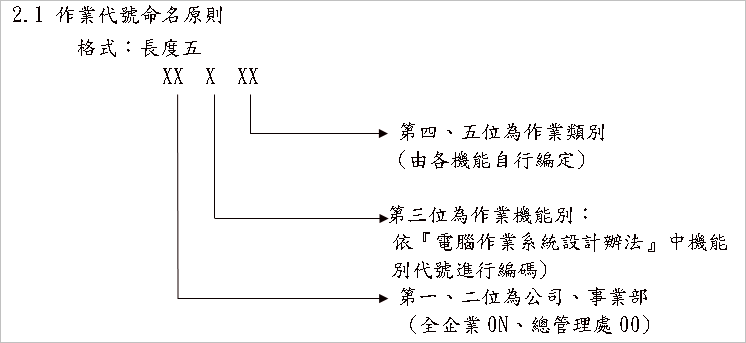 2.1 作業代號命名原則
格式：長度五
XX X XX
第四、五位為作業類別
(由各機能自行編定)
第三位為作業機能別：
依『電腦作業系統設計辦法』中機能
別代號進行編碼)
第一、二位為公司、事業部
(全企業 0N、總管理處 00)